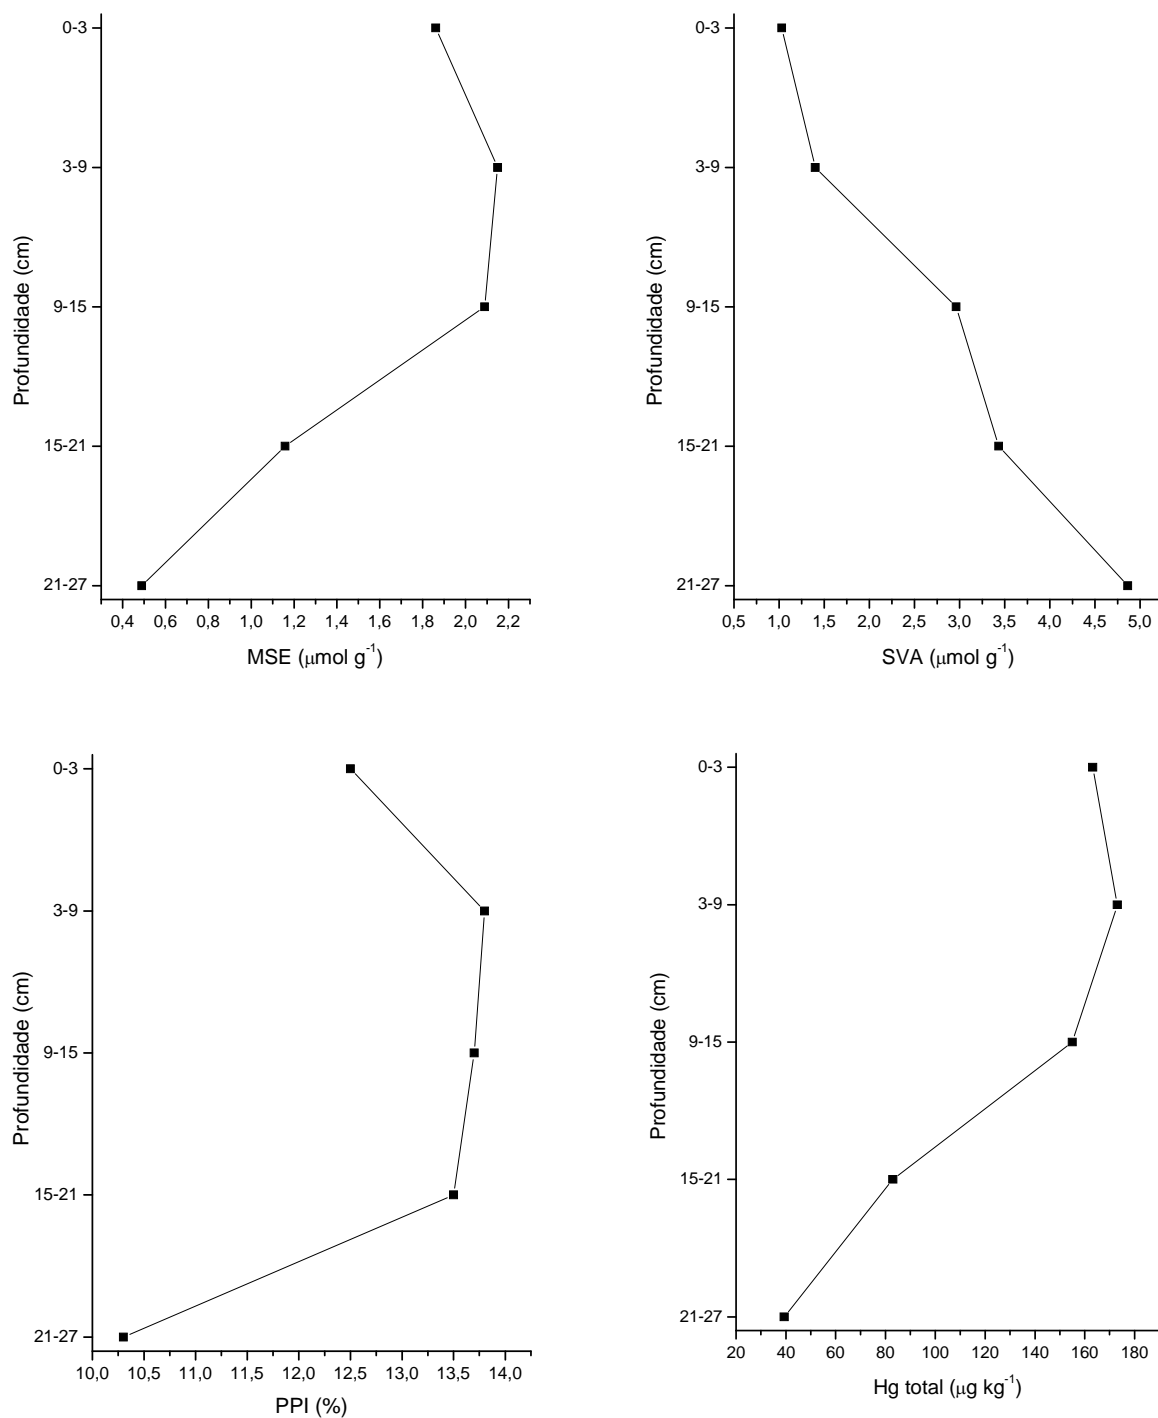 0-3
3-9
9-15
15-21
21-27
Profundidade (cm)
0,4 0,6 0,8 1,0 1,2 1,4 1,6 1,8 2,0 2,2
MSE (μmol g⁻¹)
0-3
3-9
9-15
15-21
21-27
Profundidade (cm)
0,5 1,0 1,5 2,0 2,5 3,0 3,5 4,0 4,5 5,0
SVA (μmol g⁻¹)
0-3
3-9
9-15
15-21
21-27
Profundidade (cm)
10,0 10,5 11,0 11,5 12,0 12,5 13,0 13,5 14,0
PPI (%)
0-3
3-9
9-15
15-21
21-27
Profundidade (cm)
20 40 60 80 100 120 140 160 180
Hg total (μg kg⁻¹)